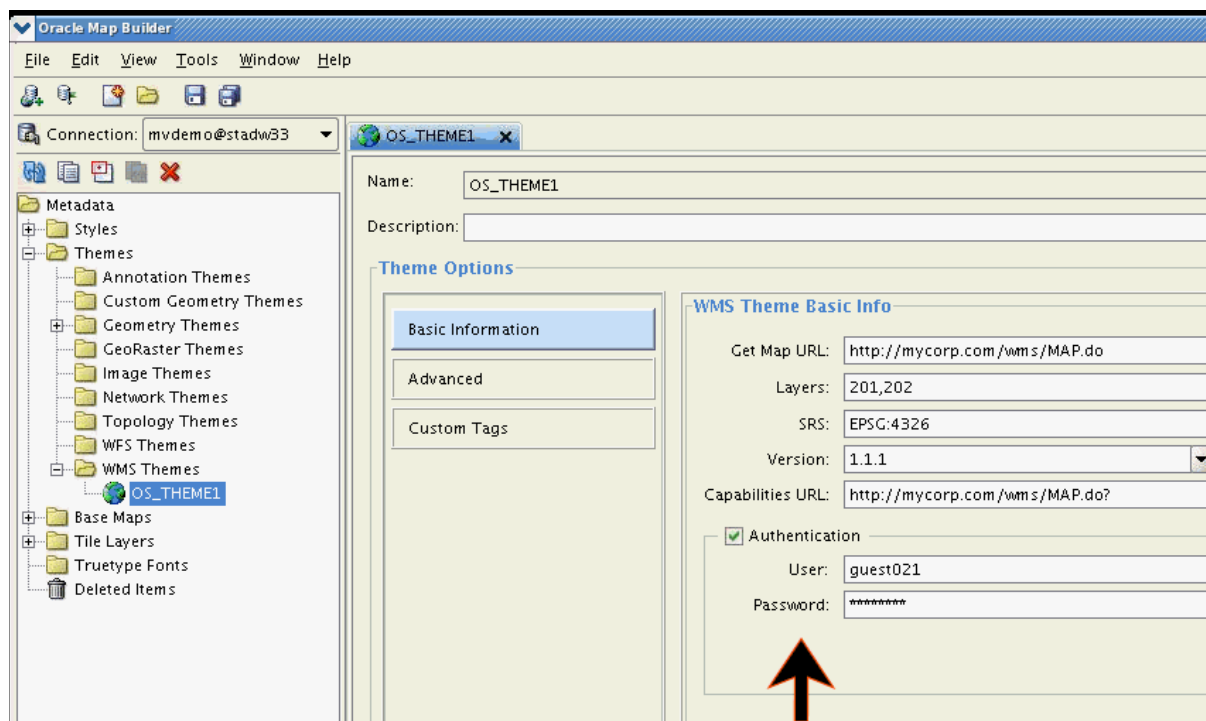 Oracle Map Builder
File Edit View Tools Window Help
Connection: mvdemo@stadw33
OS_THEME1
Metadata
Styles
Themes
Annotation Themes
Custom Geometry Themes
Geometry Themes
GeoRaster Themes
Image Themes
Network Themes
Topology Themes
WFS Themes
WMS Themes
OS_THEME1
Base Maps
Tile Layers
Truetype Fonts
Deleted Items
Name: OS_THEME1
Description:
Theme Options
Basic Information
Advanced
Custom Tags
WMS Theme Basic Info
Get Map URL: http://mycorp.com/wms/MAP.do
Layers: 201,202
SRS: EPSG:4326
Version: 1.1.1
Capabilities URL: http://mycorp.com/wms/MAP.do?
Authentication
User: guest021
Password: ********